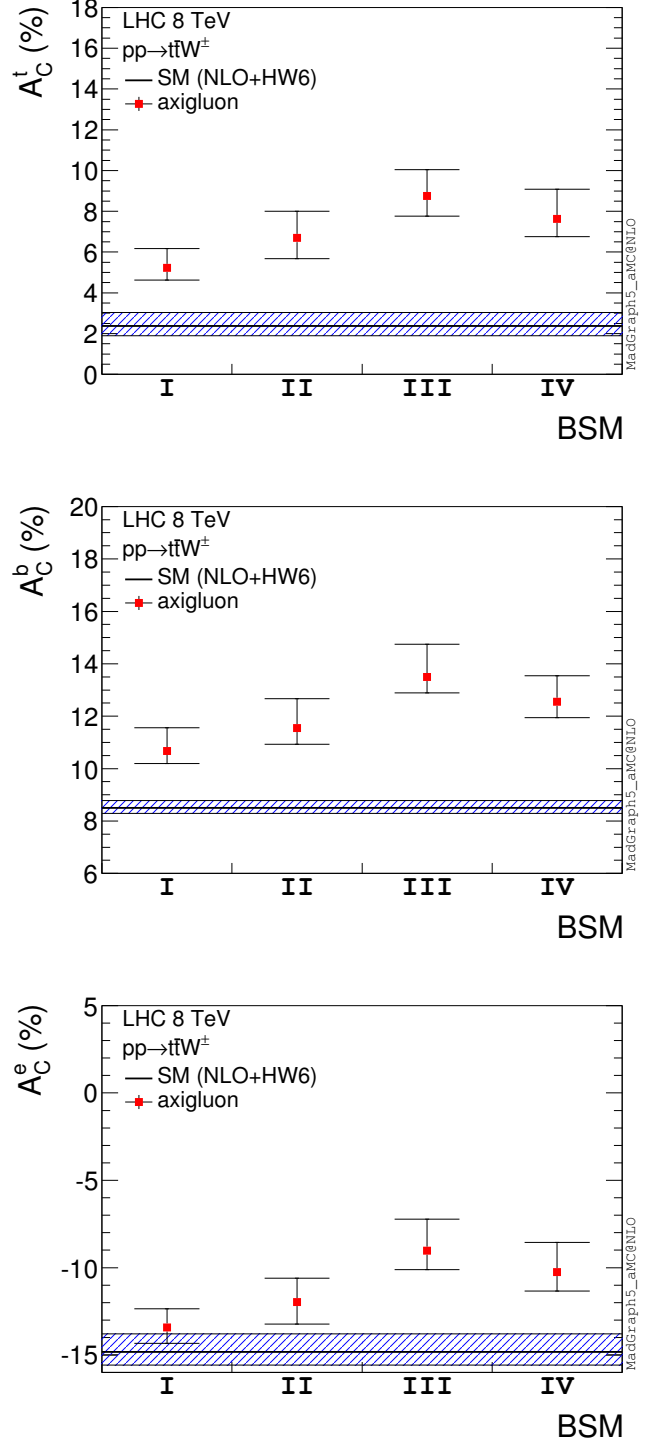 A_C^t (%)
LHC 8 TeV
pp→tt̄W±
SM (NLO+HW6)
axigluon
18
16
14
12
10
8
6
4
2
0
I II III IV
BSM
MadGraph5_aMC@NLO
A_C^b (%)
LHC 8 TeV
pp→tt̄W±
SM (NLO+HW6)
axigluon
20
18
16
14
12
10
8
6
I II III IV
BSM
MadGraph5_aMC@NLO
A_C^e (%)
LHC 8 TeV
pp→tt̄W±
SM (NLO+HW6)
axigluon
5
0
-5
-10
-15
I II III IV
BSM
MadGraph5_aMC@NLO